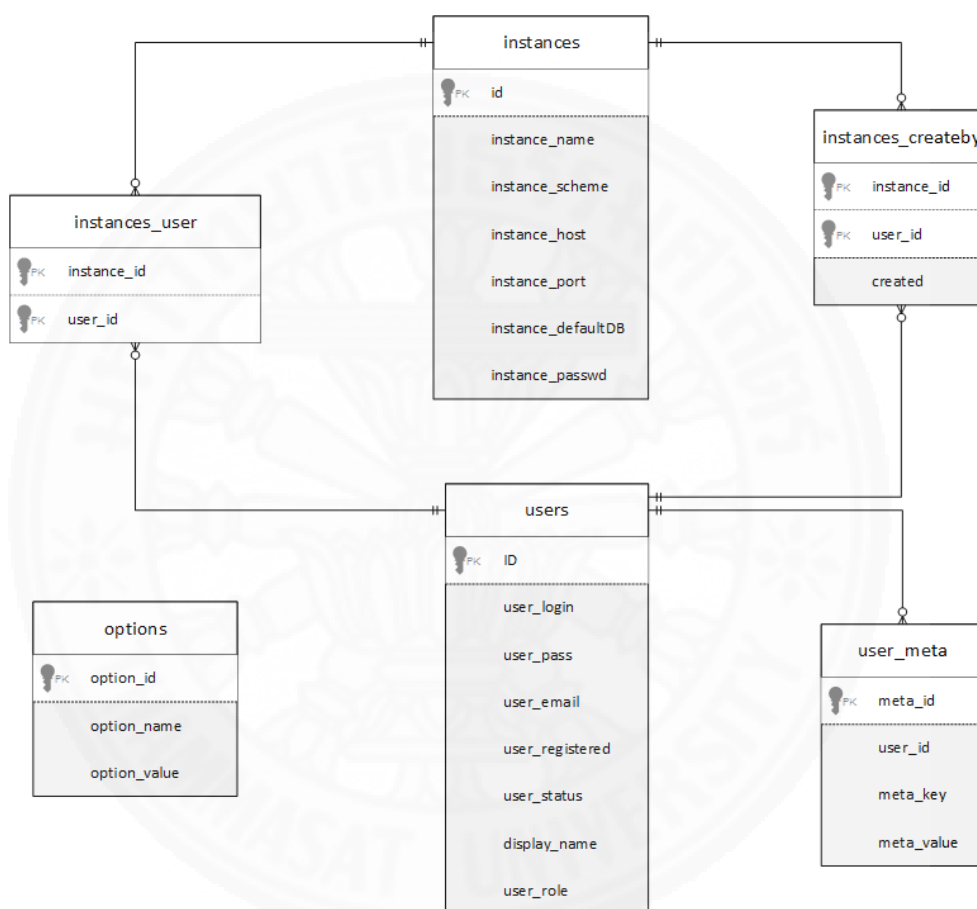 instances
PK id
instance_name
instance_scheme
instance_host
instance_port
instance_defaultDB
instance_passwd
instances_createby
PK instance_id
PK user_id
created
instances_user
PK instance_id
PK user_id
users
PK ID
user_login
user_pass
user_email
user_registered
user_status
display_name
user_role
options
PK option_id
option_name
option_value
user_meta
PK meta_id
user_id
meta_key
meta_value
UNIVERSITY